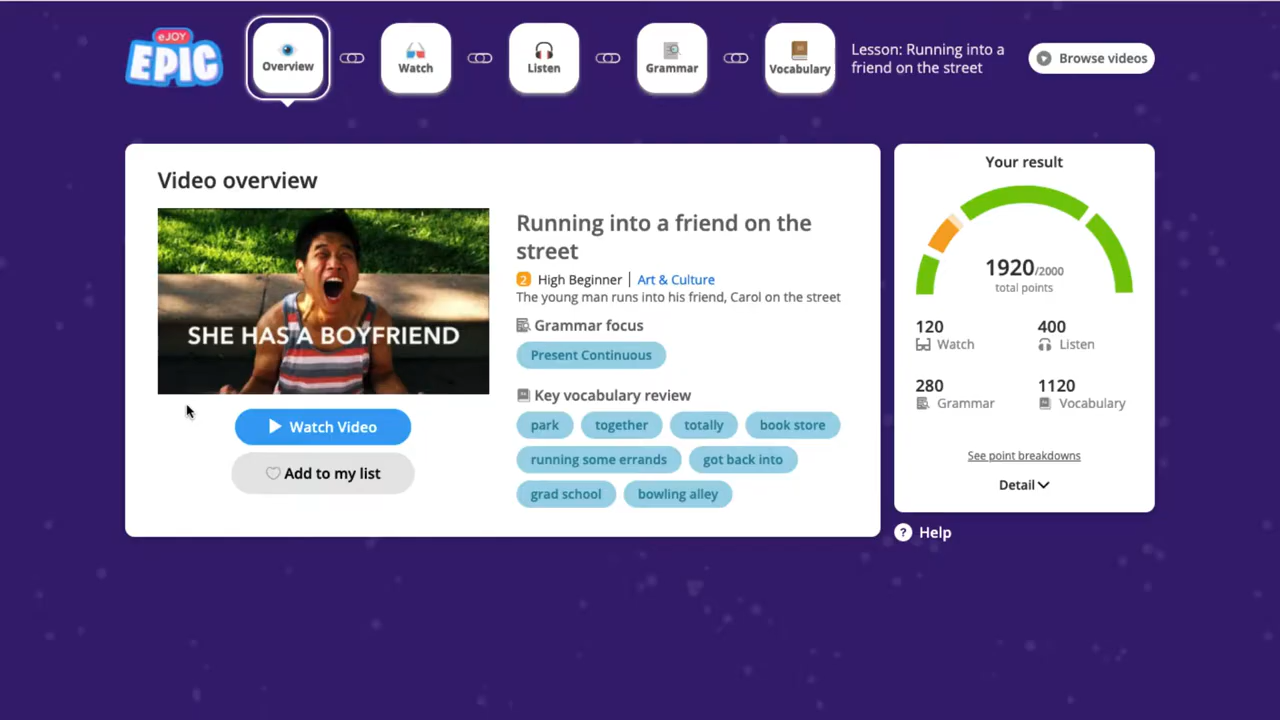 eJOY
EPIC
Overview
Watch
Listen
Grammar
Vocabulary
Lesson: Running into a
friend on the street
Browse videos
Video overview
SHE HAS A BOYFRIEND
Watch Video
Add to my list
Running into a friend on the
street
2 High Beginner | Art & Culture
The young man runs into his friend, Carol on the street
Grammar focus
Present Continuous
Key vocabulary review
park together totally book store
running some errands got back into
grad school bowling alley
Your result
1920/2000
total points
120 400
Watch Listen
280 1120
Grammar Vocabulary
See point breakdowns
Detail
? Help